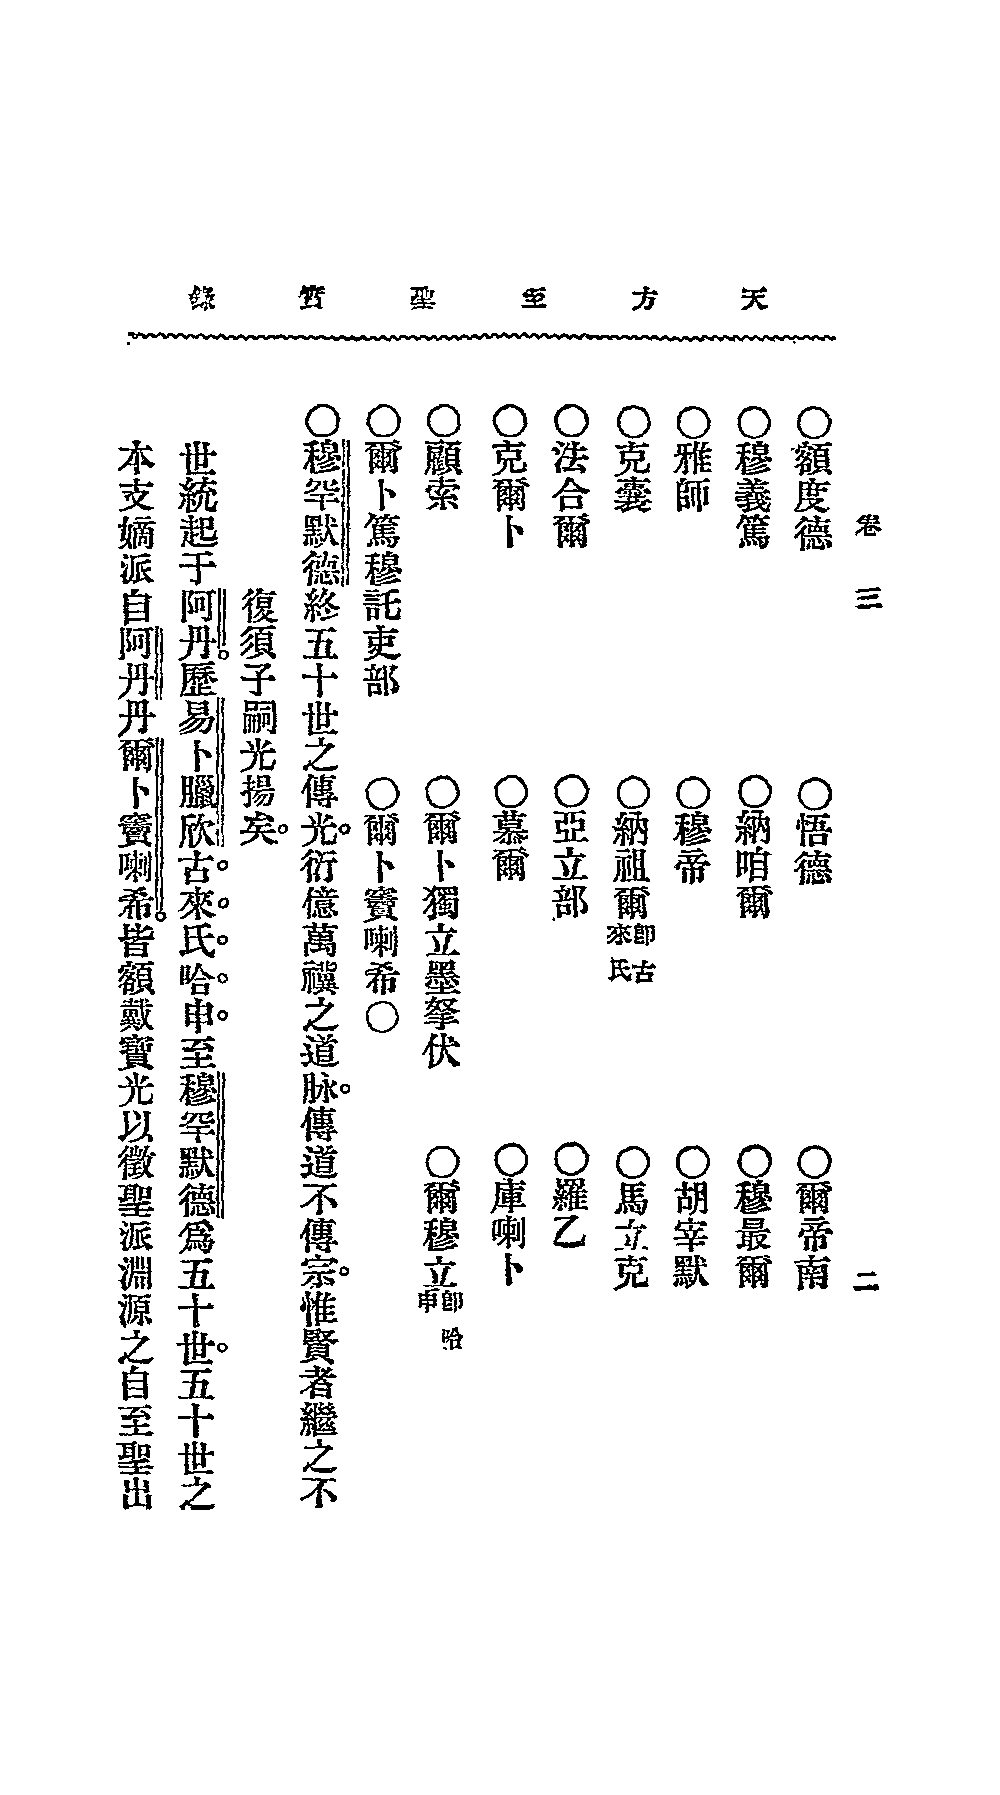 天方至聖實錄
卷三　二
○額度德　○悟德　○爾帝南
○穆義篤　○納咱爾　○穆最爾
○雅師　○穆帝　○胡宰默
○克囊　○納祖爾卽古來氏　○馬立克
○法合爾　○亞立部　○羅乙
○克爾卜　○慕爾　○庫喇卜
○顧索　○爾卜獨立墨拏伏　○爾穆立卽哈申
○爾卜篤穆託吏部　○爾卜竇喇希○
○穆罕默德終五十世之傳光。衍億萬禩之道脉。傳道不傳宗。惟賢者繼之不
復須子嗣光揚矣。
世統起于阿丹。歷易卜臘欣。古。來。氏。哈。申。至穆罕默德爲五十世。五十世之
本支嫡派自阿丹丹爾卜竇喇希。皆額戴寶光以徵聖派淵源之自至聖出